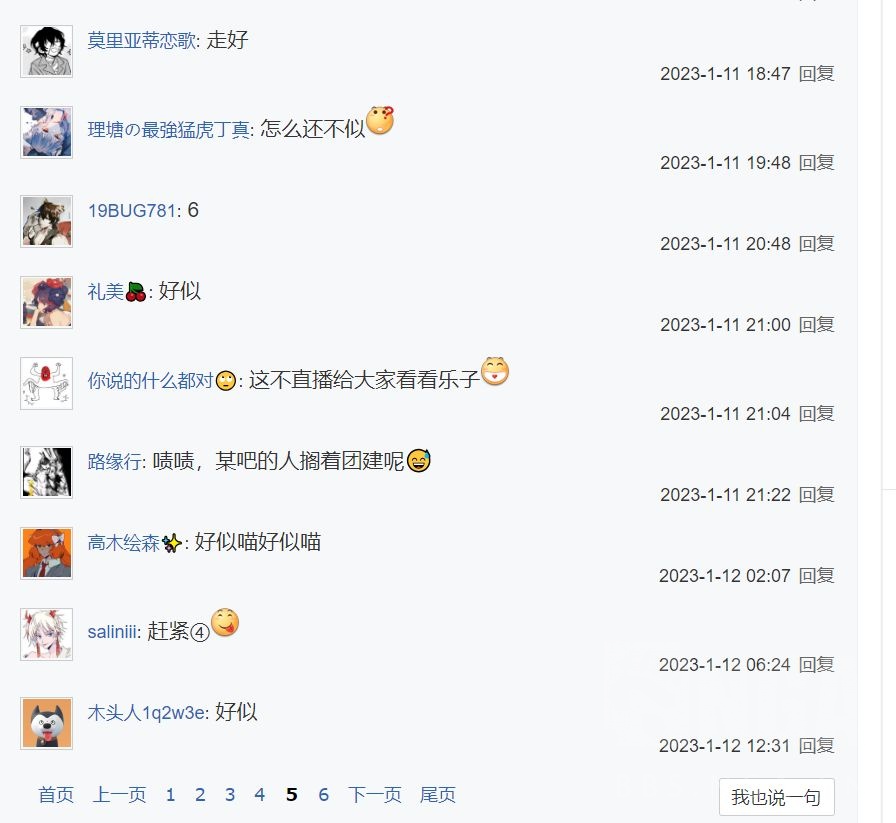 莫里亚蒂恋歌: 走好
2023-1-11 18:47 回复
理塘の最強猛虎丁真: 怎么还不似
2023-1-11 19:48 回复
19BUG781: 6
2023-1-11 20:48 回复
礼美🍒: 好似
2023-1-11 21:00 回复
你说的什么都对🙄: 这不直播给大家看看乐子
2023-1-11 21:04 回复
路缘行: 啧啧，某吧的人搁着团建呢😅
2023-1-11 21:22 回复
高木绘森✨: 好似喵好似喵
2023-1-12 02:07 回复
saliniii: 赶紧④
2023-1-12 06:24 回复
木头人1q2w3e: 好似
2023-1-12 12:31 回复
首页 上一页 1 2 3 4 5 6 下一页 尾页 我也说一句